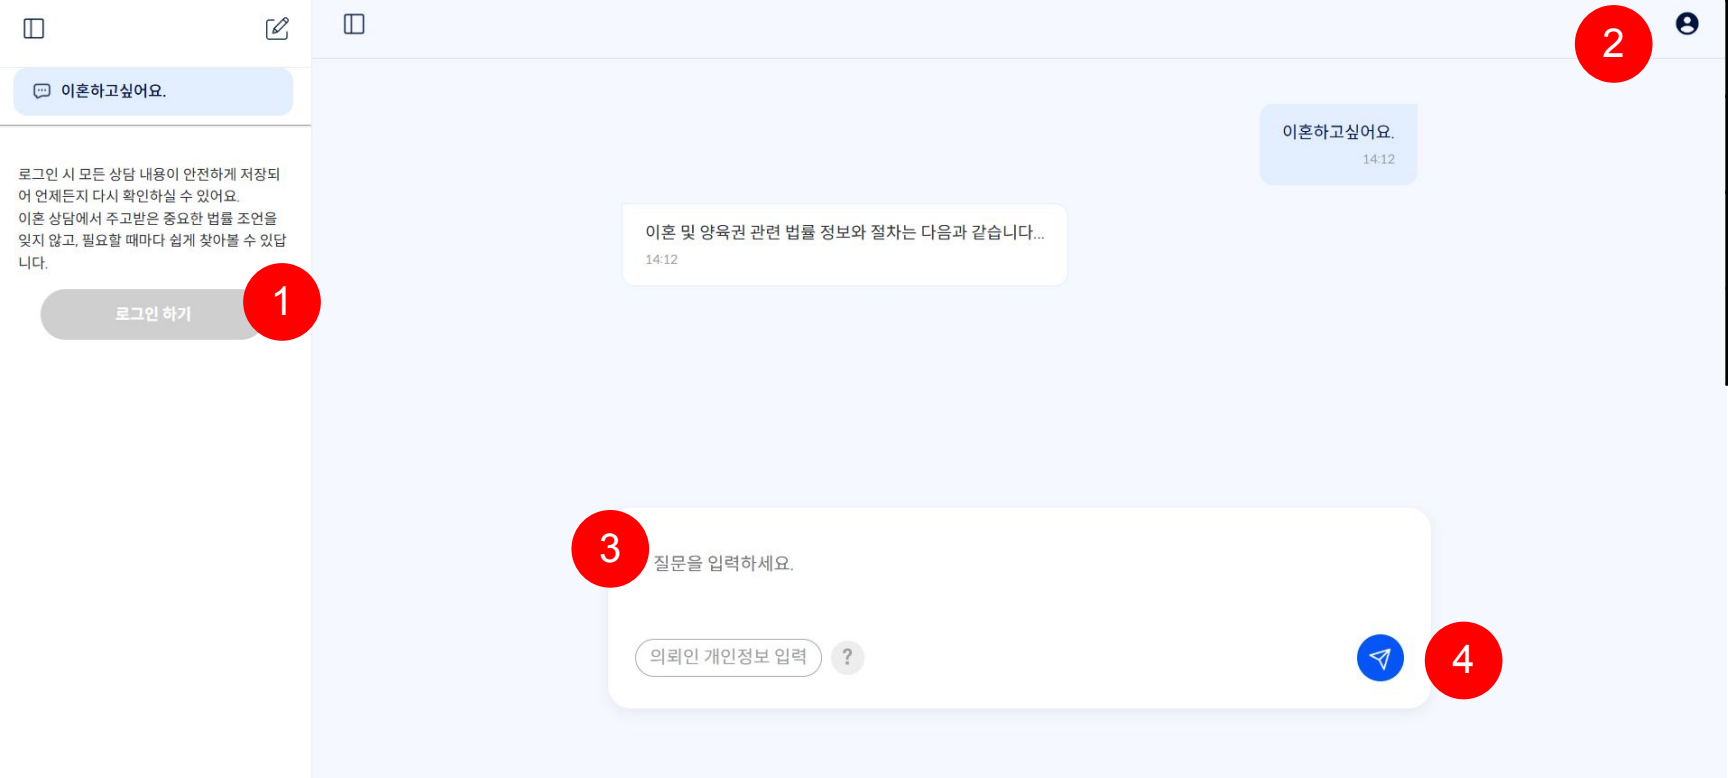 이혼하고싶어요.
로그인 시 모든 상담 내용이 안전하게 저장되
어 언제든지 다시 확인하실 수 있어요.
이혼 상담에서 주고받은 중요한 법률 조언을
잊지 않고, 필요할 때마다 쉽게 찾아볼 수 있답
니다.
로그인 하기
1
2
이혼하고싶어요.
14:12
이혼 및 양육권 관련 법률 정보와 절차는 다음과 같습니다...
14:12
3
질문을 입력하세요.
의뢰인 개인정보 입력 ?
4